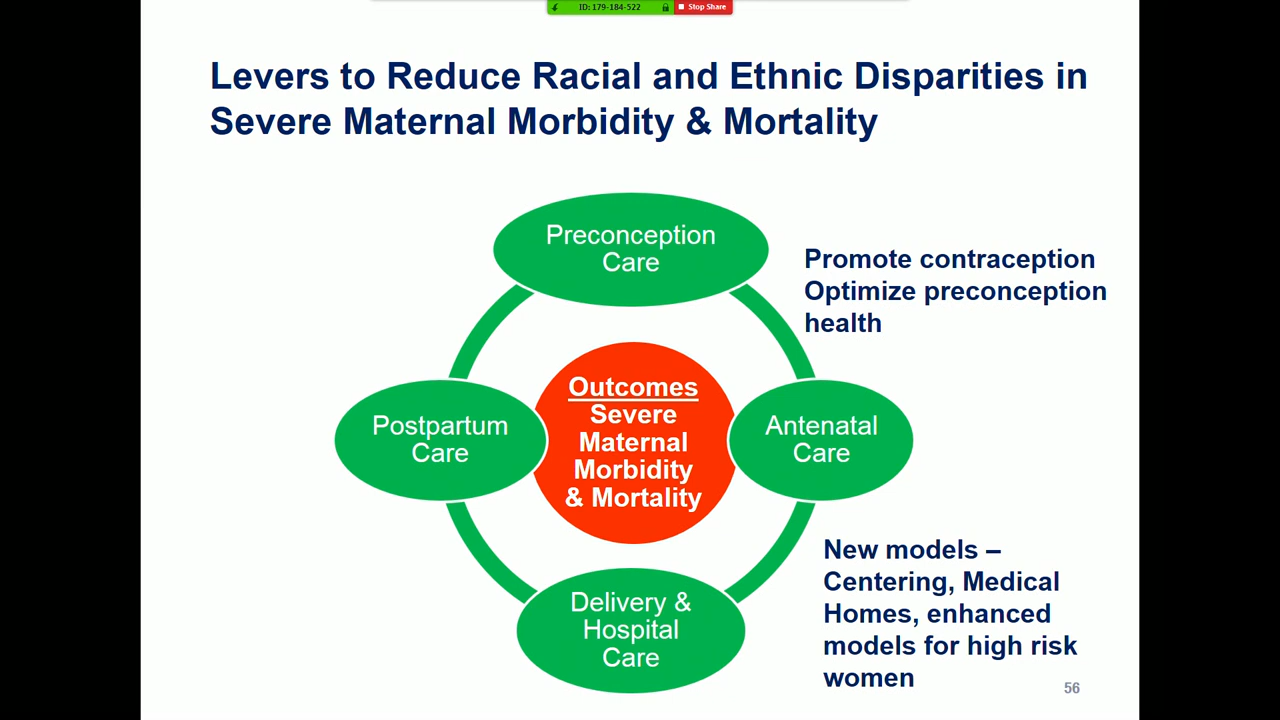 ID: 179-184-522
Stop Share
Levers to Reduce Racial and Ethnic Disparities in
Severe Maternal Morbidity & Mortality
Preconception
Care
Promote contraception
Optimize preconception
health
Outcomes
Severe
Maternal
Morbidity
& Mortality
Postpartum
Care
Antenatal
Care
Delivery &
Hospital
Care
New models –
Centering, Medical
Homes, enhanced
models for high risk
women
56